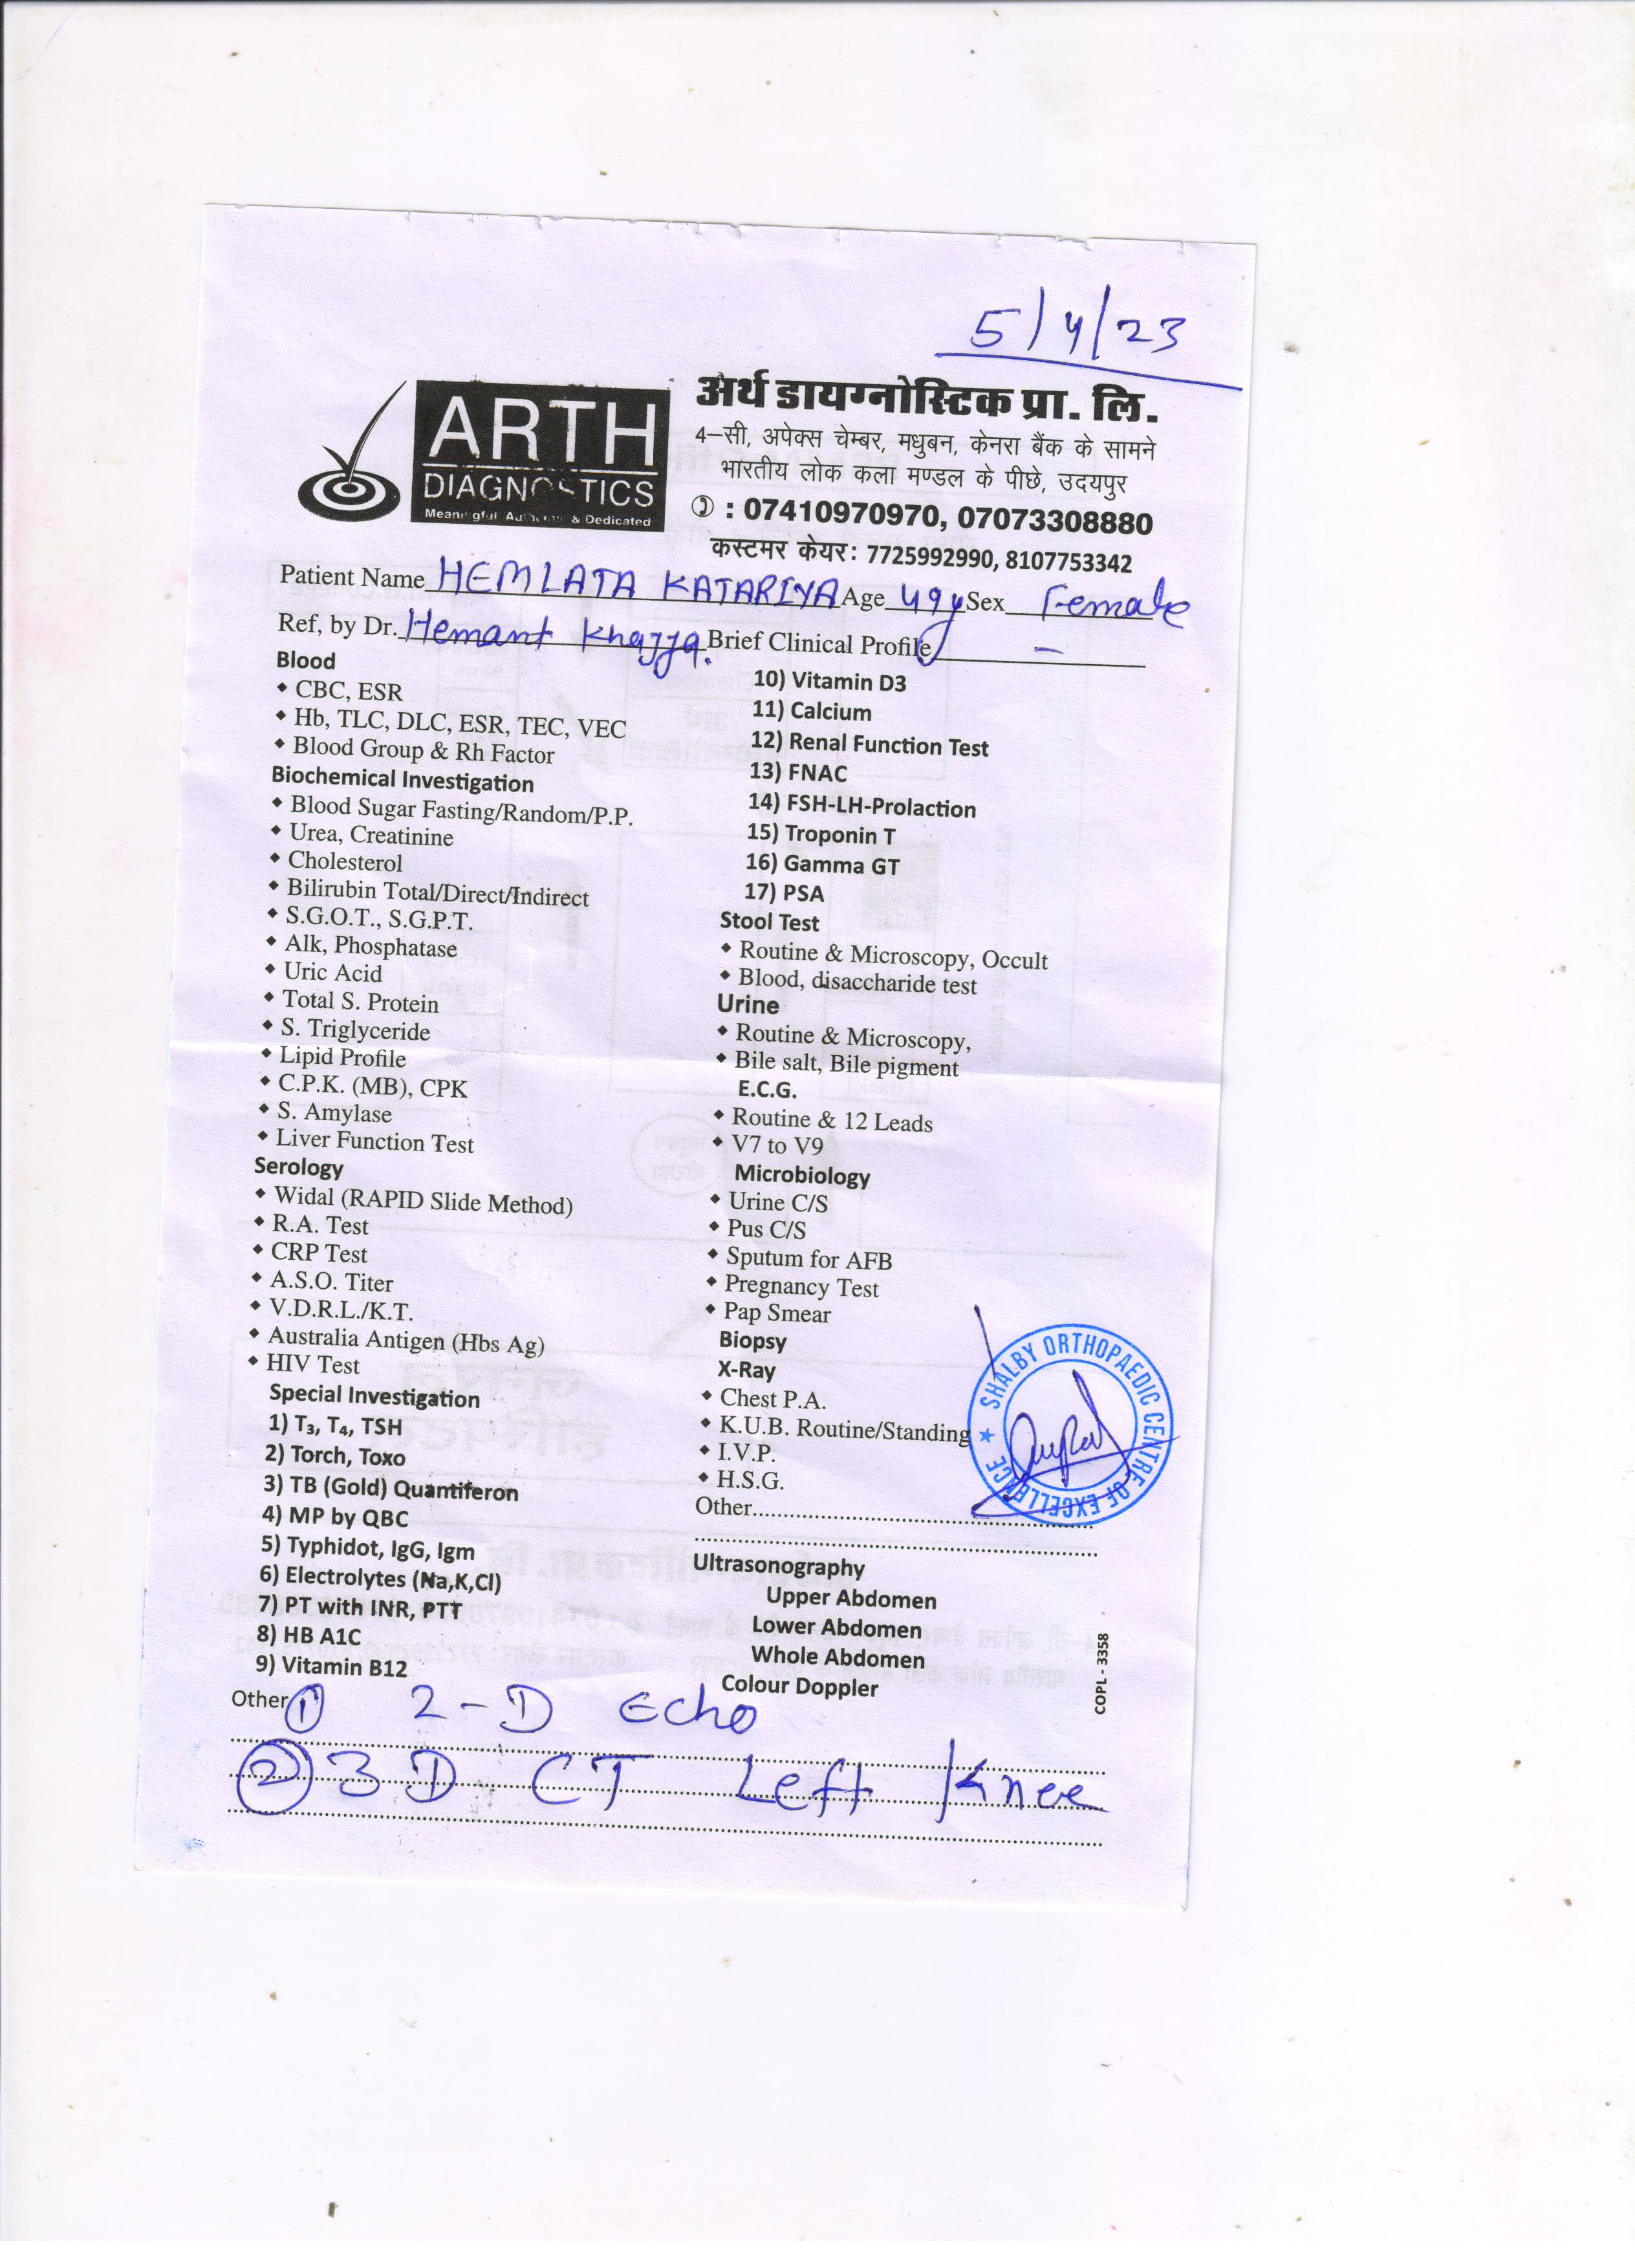 5/4/23
ARTH
DIAGNOSTICS
Meaningful, Authentic & Dedicated
अर्थ डायग्नोस्टिक प्रा. लि.
4–सी, अपेक्स चेम्बर, मधुबन, केनरा बैंक के सामने
भारतीय लोक कला मण्डल के पीछे, उदयपुर
: 07410970970, 07073308880
कस्टमर केयर: 7725992990, 8107753342
Patient Name HEMLATA KATARIYA Age 49y Sex Female
Ref, by Dr. Hemant Brief Clinical Profile –
Blood
CBC, ESR
Hb, TLC, DLC, ESR, TEC, VEC
Blood Group & Rh Factor
Biochemical Investigation
Blood Sugar Fasting/Random/P.P.
Urea, Creatinine
Cholesterol
Bilirubin Total/Direct/Indirect
S.G.O.T., S.G.P.T.
Alk, Phosphatase
Uric Acid
Total S. Protein
S. Triglyceride
Lipid Profile
C.P.K. (MB), CPK
S. Amylase
Liver Function Test
Serology
Widal (RAPID Slide Method)
R.A. Test
CRP Test
A.S.O. Titer
V.D.R.L./K.T.
Australia Antigen (Hbs Ag)
HIV Test
Special Investigation
1) T₃, T₄, TSH
2) Torch, Toxo
3) TB (Gold) Quantiferon
4) MP by QBC
5) Typhidot, IgG, Igm
6) Electrolytes (Na,K,Cl)
7) PT with INR, PTT
8) HB A1C
9) Vitamin B12
10) Vitamin D3
11) Calcium
12) Renal Function Test
13) FNAC
14) FSH-LH-Prolaction
15) Troponin T
16) Gamma GT
17) PSA
Stool Test
Routine & Microscopy, Occult
Blood, disaccharide test
Urine
Routine & Microscopy,
Bile salt, Bile pigment
E.C.G.
Routine & 12 Leads
V7 to V9
Microbiology
Urine C/S
Pus C/S
Sputum for AFB
Pregnancy Test
Pap Smear
Biopsy
X-Ray
Chest P.A.
K.U.B. Routine/Standing
I.V.P.
H.S.G.
Other
SHALBY ORTHOPAEDIC CENTRE OF EXCELLENCE
Ultrasonography
Upper Abdomen
Lower Abdomen
Whole Abdomen
Colour Doppler
COPL - 3358
Other ① 2-D Echo
② 3D CT Left Knee